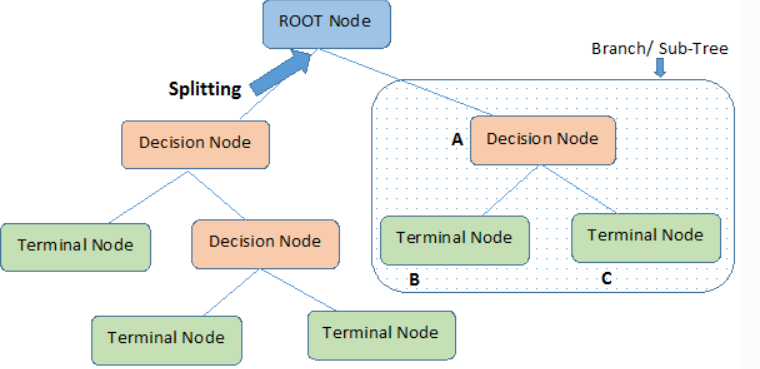 ROOT Node
Branch/ Sub-Tree
Splitting
Decision Node
A
Decision Node
Terminal Node
Decision Node
Terminal Node
Terminal Node
B
C
Terminal Node
Terminal Node